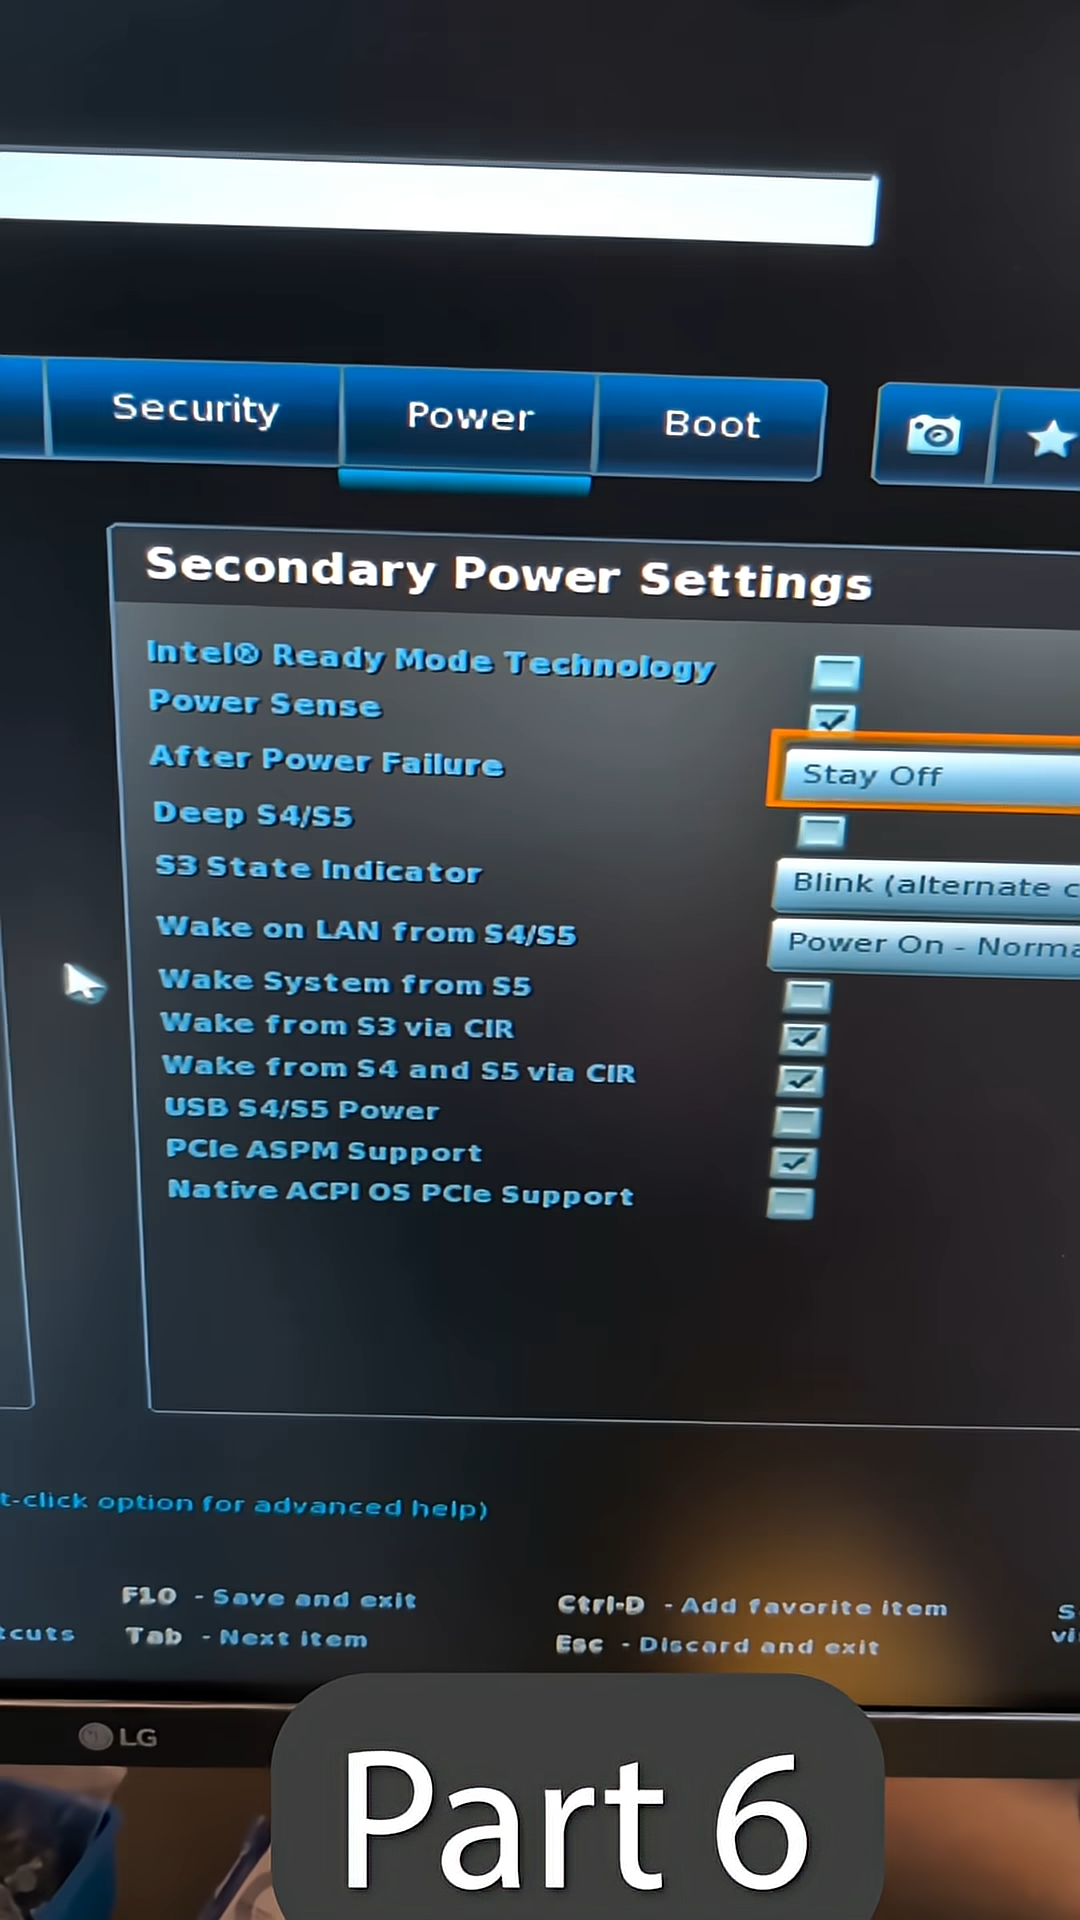 Security
Power
Boot
Secondary Power Settings
Intel® Ready Mode Technology
Power Sense
After Power Failure
Stay Off
Deep S4/S5
S3 State Indicator
Blink (alternate c
Wake on LAN from S4/S5
Power On - Norma
Wake System from S5
Wake from S3 via CIR
Wake from S4 and S5 via CIR
USB S4/S5 Power
PCIe ASPM Support
Native ACPI OS PCIe Support
t-click option for advanced help)
F10 - Save and exit
Ctrl-D - Add favorite item
S
tcuts
Tab - Next item
Esc - Discard and exit
vi
LG
Part 6